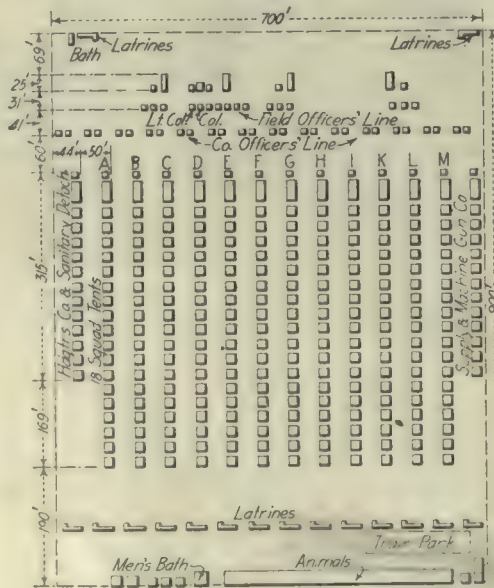 700'
Latrines
Bath
Latrines
69'
25'
31'
41'
60'
Lt Col. Col. Field Officers' Line
Co. Officers' Line
44' 50'
A B C D E F G H I K L M
Hdqtrs Co & Sanitary Detach
18 Squad Tents
Supply & Machine Gun Co
315'
169'
190'
Latrines
Train Park
Men's Bath
Animals